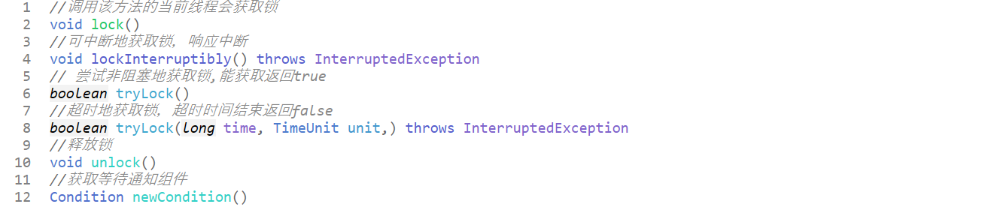 1 //调用该方法的当前线程会获取锁
2 void lock()
3 //可中断地获取锁, 响应中断
4 void lockInterruptibly() throws InterruptedException
5 // 尝试非阻塞地获取锁,能获取返回true
6 boolean tryLock()
7 //超时地获取锁, 超时时间结束返回false
8 boolean tryLock(long time, TimeUnit unit,) throws InterruptedException
9 //释放锁
10 void unlock()
11 //获取等待通知组件
12 Condition newCondition()